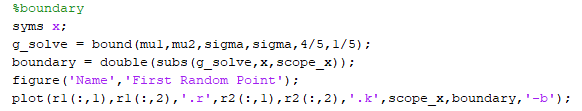 %boundary
syms x;
g_solve = bound(mu1,mu2,sigma,sigma,4/5,1/5);
boundary = double(subs(g_solve,x,scope_x));
figure('Name','First Random Point');
plot(r1(:,1),r1(:,2),'.r',r2(:,1),r2(:,2),'.k',scope_x,boundary,'-b');